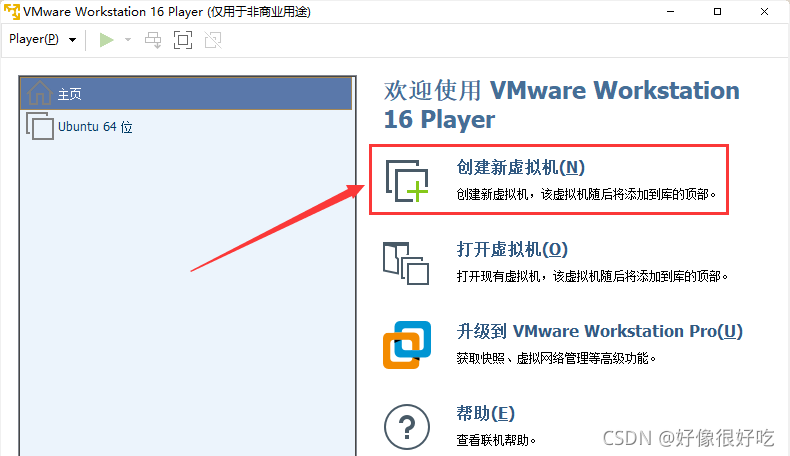 VMware Workstation 16 Player (仅用于非商业用途)
Player(P)
主页
Ubuntu 64 位
欢迎使用 VMware Workstation
16 Player
创建新虚拟机(N)
创建新虚拟机，该虚拟机随后将添加到库的顶部。
打开虚拟机(O)
打开现有虚拟机，该虚拟机随后将添加到库的顶部。
升级到 VMware Workstation Pro(U)
获取快照、虚拟网络管理等高级功能。
帮助(E)
查看联机帮助。
CSDN @好像很好吃